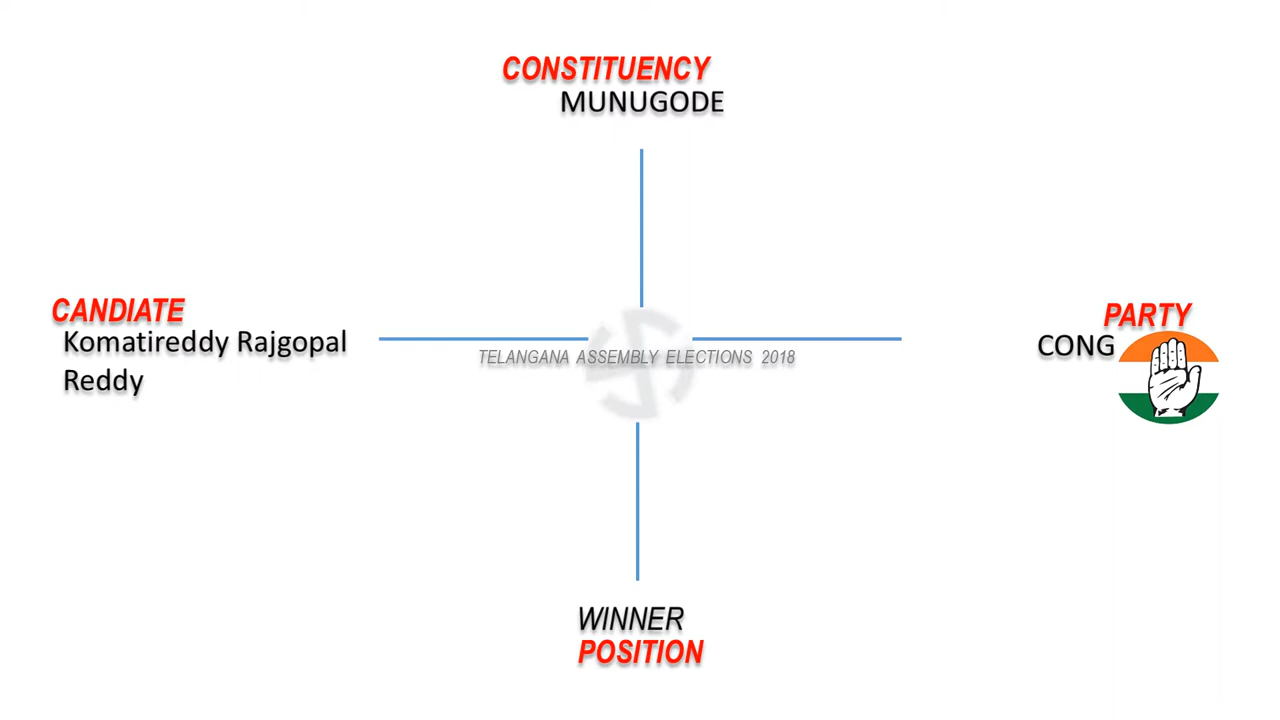 CONSTITUENCY
MUNUGODE
CANDIATE
Komatireddy Rajgopal
Reddy
TELANGANA ASSEMBLY ELECTIONS 2018
PARTY
CONG
WINNER
POSITION